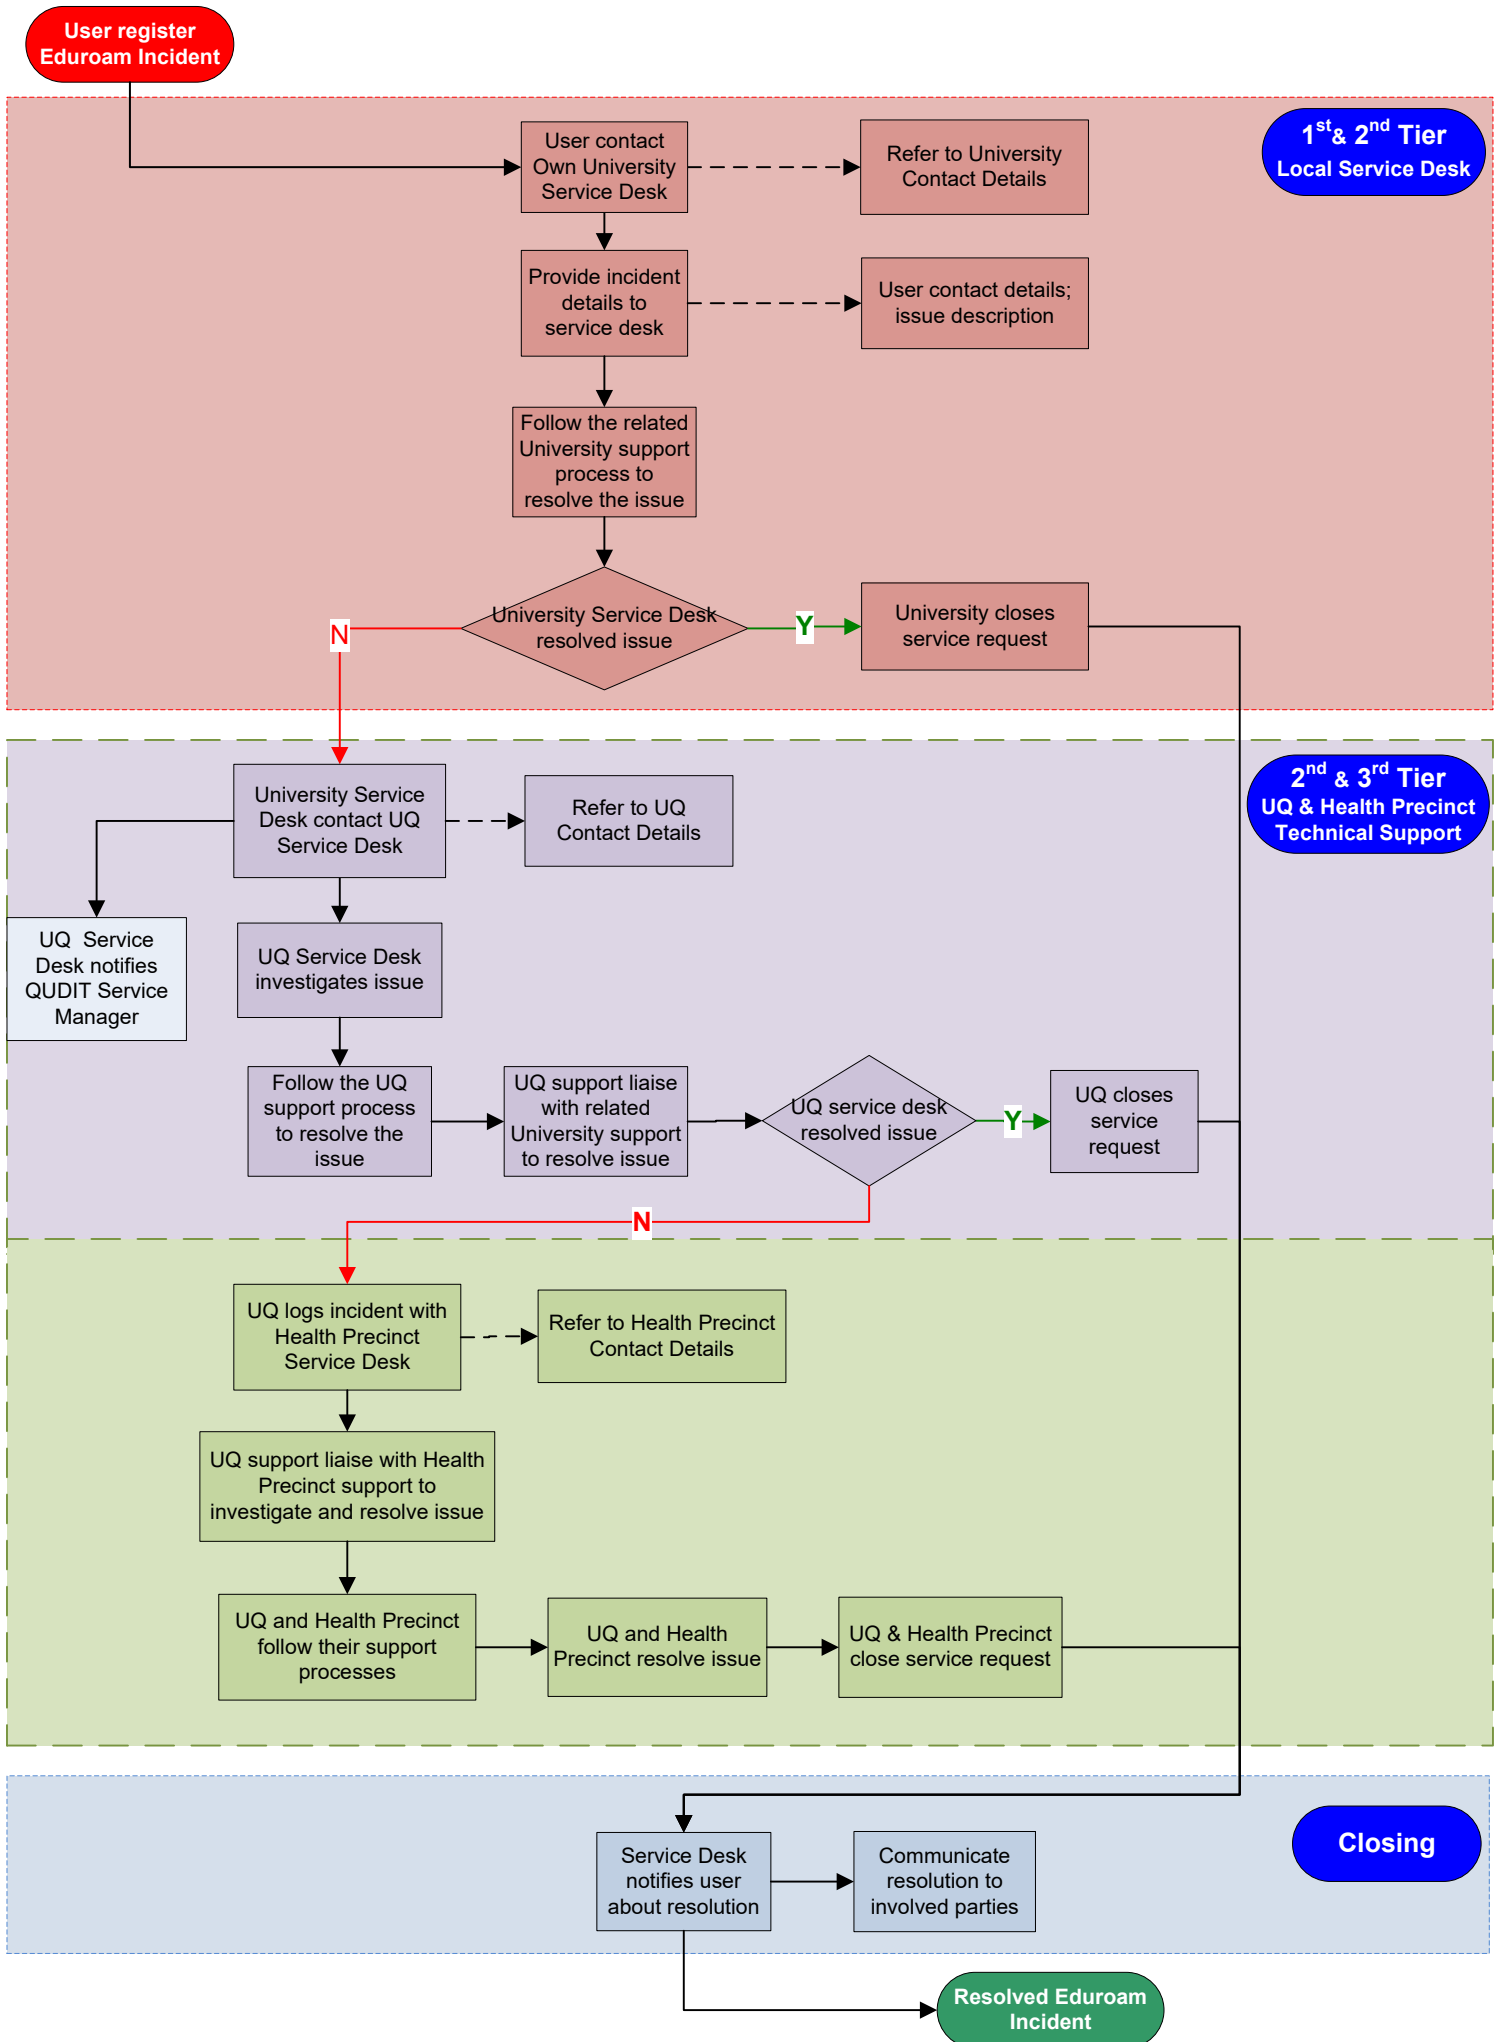 User register
Eduroam Incident
1st& 2nd Tier
Local Service Desk
User contact
Own University
Service Desk
Refer to University
Contact Details
Provide incident
details to
service desk
User contact details;
issue description
Follow the related
University support
process to
resolve the issue
University Service Desk
resolved issue
N
Y
University closes
service request
2nd & 3rd Tier
UQ & Health Precinct
Technical Support
University Service
Desk contact UQ
Service Desk
Refer to UQ
Contact Details
UQ  Service
Desk notifies
QUDIT Service
Manager
UQ Service Desk
investigates issue
Follow the UQ
support process
to resolve the
issue
UQ support liaise
with related
University support
to resolve issue
UQ service desk
resolved issue
Y
UQ closes
service
request
N
UQ logs incident with
Health Precinct
Service Desk
Refer to Health Precinct
Contact Details
UQ support liaise with Health
Precinct support to
investigate and resolve issue
UQ and Health Precinct
follow their support
processes
UQ and Health
Precinct resolve issue
UQ & Health Precinct
close service request
Closing
Service Desk
notifies user
about resolution
Communicate
resolution to
involved parties
Resolved Eduroam
Incident